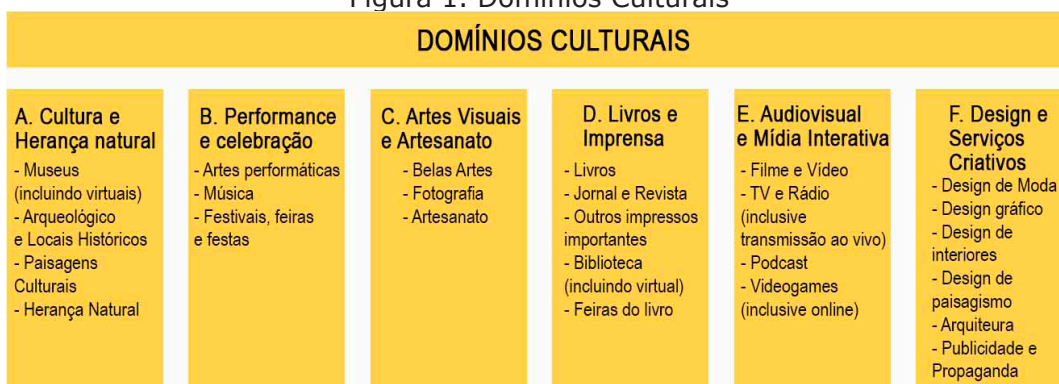 Figura 1: Domínios Culturais
DOMÍNIOS CULTURAIS
A. Cultura e
Herança natural
- Museus
(incluindo virtuais)
- Arqueológico
e Locais Históricos
- Paisagens
Culturais
- Herança Natural
B. Performance
e celebração
- Artes performáticas
- Música
- Festivais, feiras
e festas
C. Artes Visuais
e Artesanato
- Belas Artes
- Fotografia
- Artesanato
D. Livros e
Imprensa
- Livros
- Jornal e Revista
- Outros impressos
importantes
- Biblioteca
(incluindo virtual)
- Feiras do livro
E. Audiovisual
e Mídia Interativa
- Filme e Vídeo
- TV e Rádio
(inclusive
transmissão ao vivo)
- Podcast
- Videogames
(inclusive online)
F. Design e
Serviços
Criativos
- Design de Moda
- Design gráfico
- Design de
interiores
- Design de
paisagismo
- Arquiteura
- Publicidade e
Propaganda